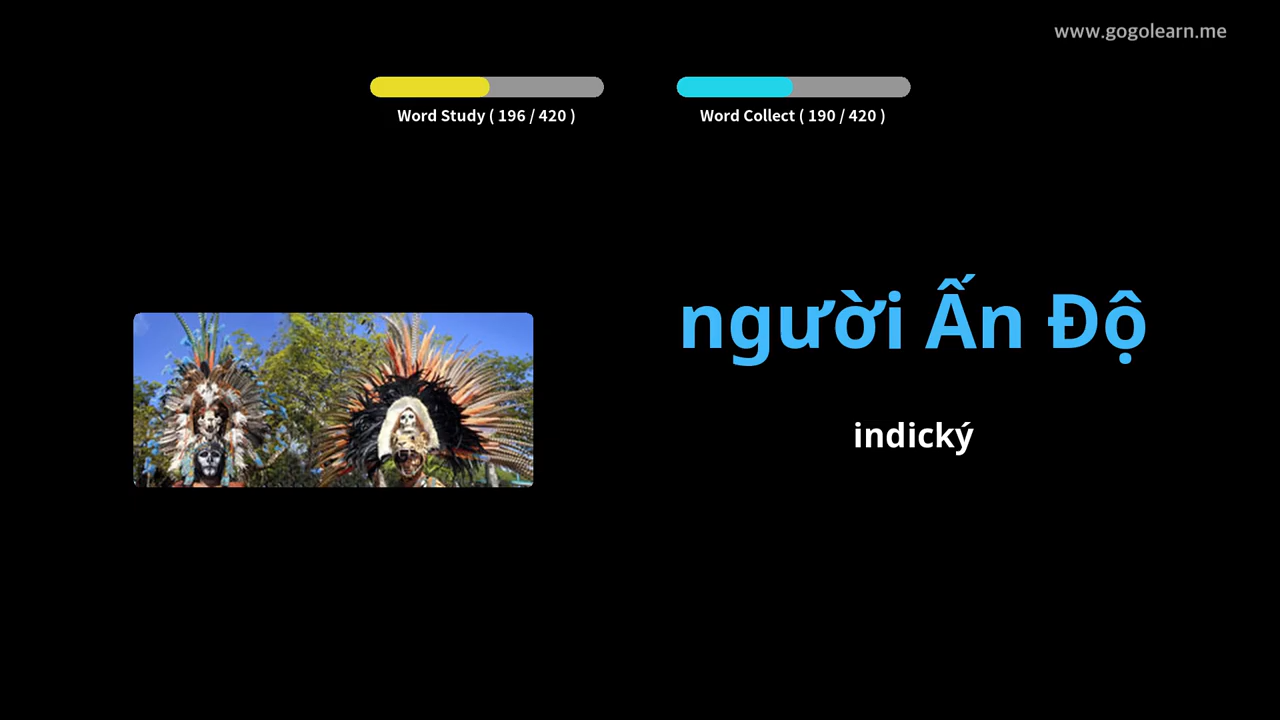 www.gogolearn.me
Word Study ( 196 / 420 )
Word Collect ( 190 / 420 )
người Ấn Độ
indický